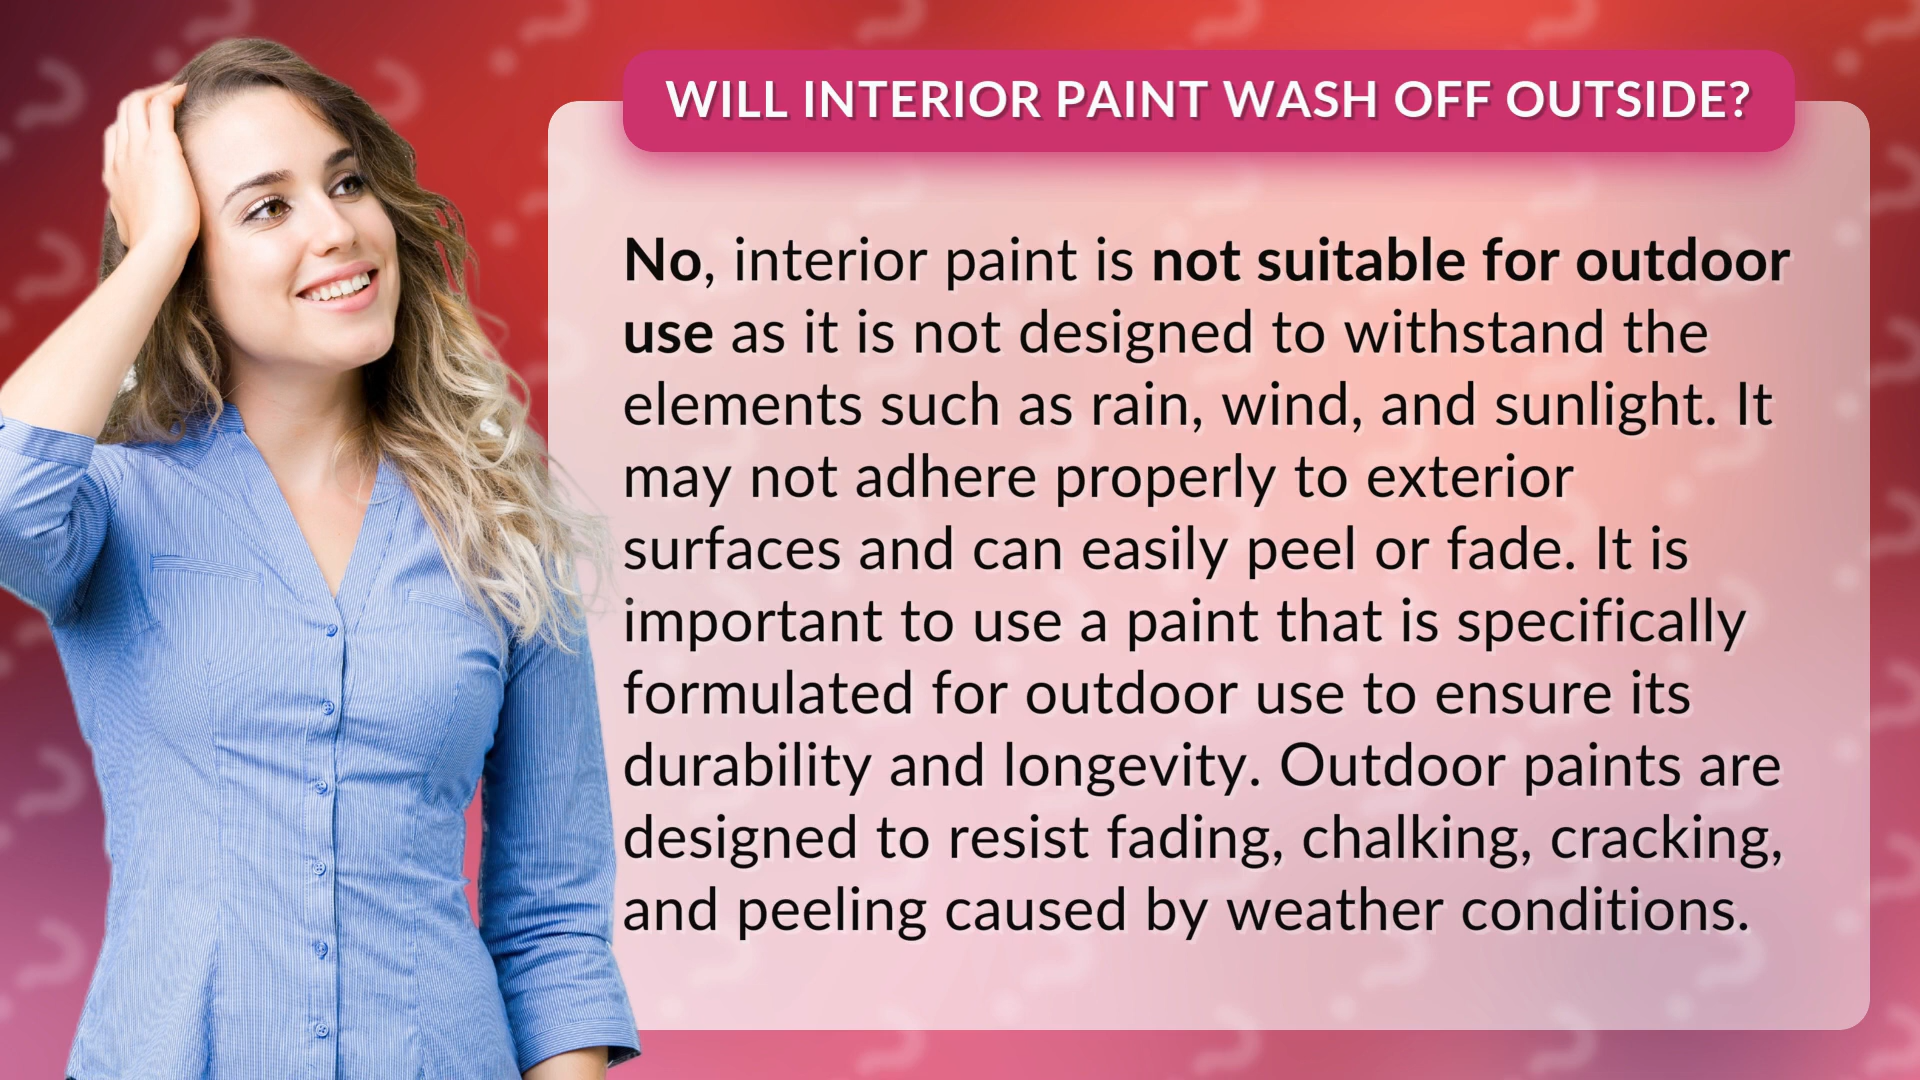 WILL INTERIOR PAINT WASH OFF OUTSIDE?
No, interior paint is not suitable for outdoor
use as it is not designed to withstand the
elements such as rain, wind, and sunlight. It
may not adhere properly to exterior
surfaces and can easily peel or fade. It is
important to use a paint that is specifically
formulated for outdoor use to ensure its
durability and longevity. Outdoor paints are
designed to resist fading, chalking, cracking,
and peeling caused by weather conditions.